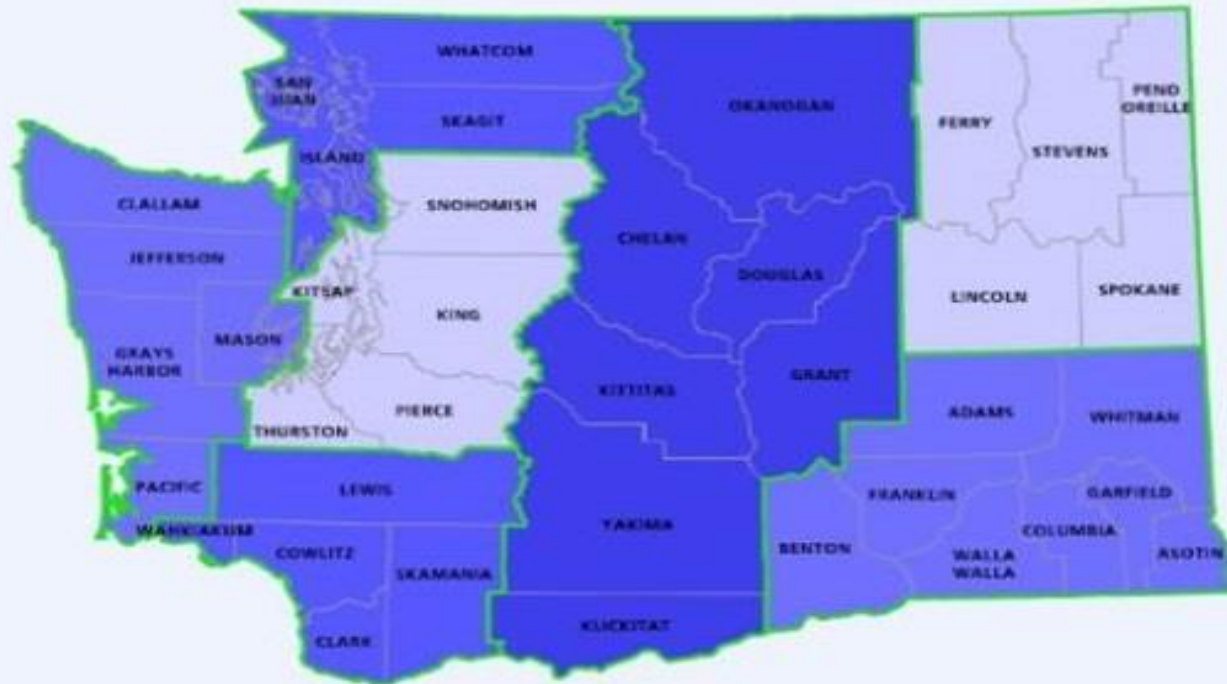 WHATCOM
SAN
JUAN
SKAGIT
ISLAND
OKANOGAN
FERRY
STEVENS
PEND
OREILLE
CLALLAM
SNOHOMISH
CHELAN
JEFFERSON
DOUGLAS
KITSAP
KING
LINCOLN
SPOKANE
MASON
GRAYS
HARBOR
KITTITAS
GRANT
PIERCE
ADAMS
WHITMAN
THURSTON
PACIFIC
LEWIS
FRANKLIN
GARFIELD
WAHKIAKUM
YAKIMA
COLUMBIA
COWLITZ
BENTON
WALLA
WALLA
ASOTIN
SKAMANIA
CLARK
KLICKITAT